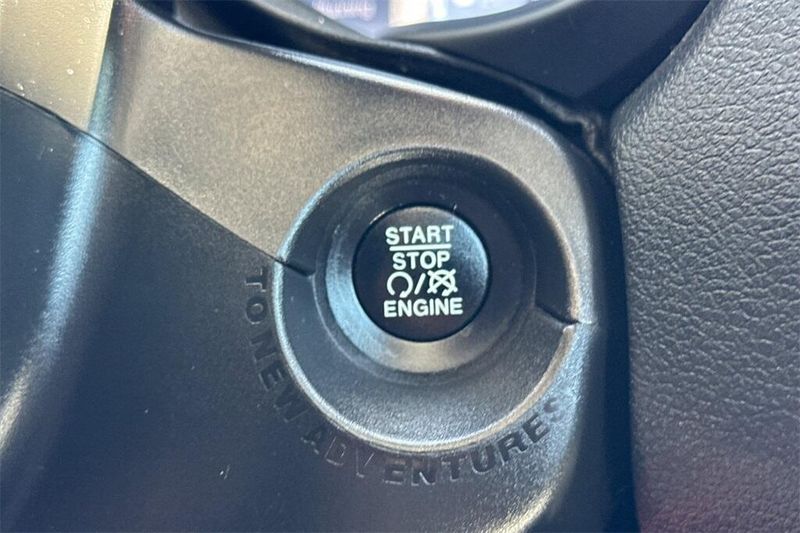 START
STOP
ENGINE
TO NEW ADVENTURES